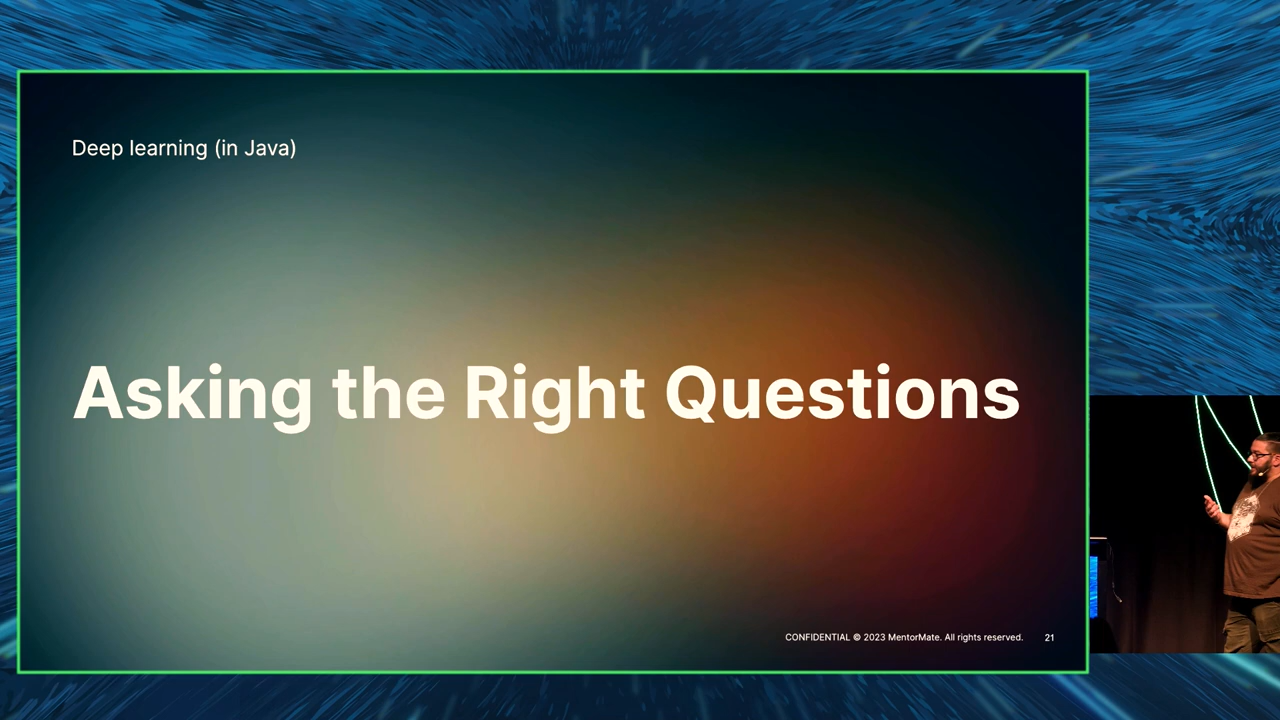 Deep learning (in Java)
Asking the Right Questions
CONFIDENTIAL © 2023 MentorMate. All rights reserved. 21